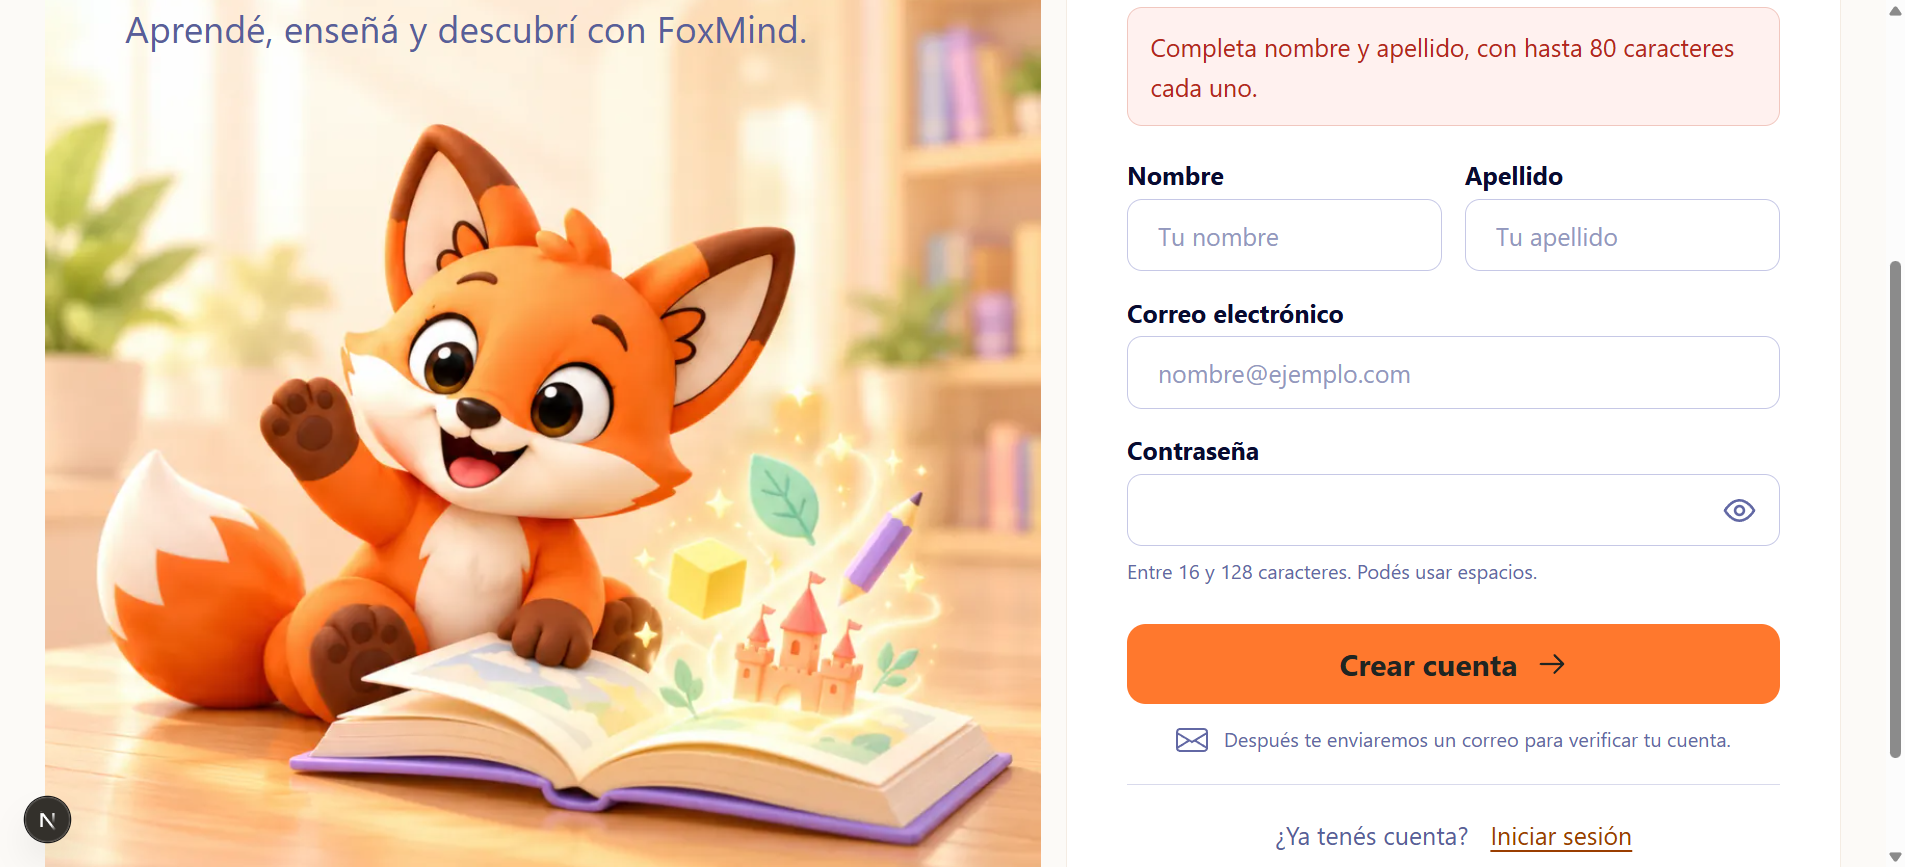 Aprendé, enseñá y descubrí con FoxMind.
Completa nombre y apellido, con hasta 80 caracteres
cada uno.
Nombre
Apellido
Tu nombre
Tu apellido
Correo electrónico
nombre@ejemplo.com
Contraseña
Entre 16 y 128 caracteres. Podés usar espacios.
Crear cuenta →
Después te enviaremos un correo para verificar tu cuenta.
¿Ya tenés cuenta? Iniciar sesión
N